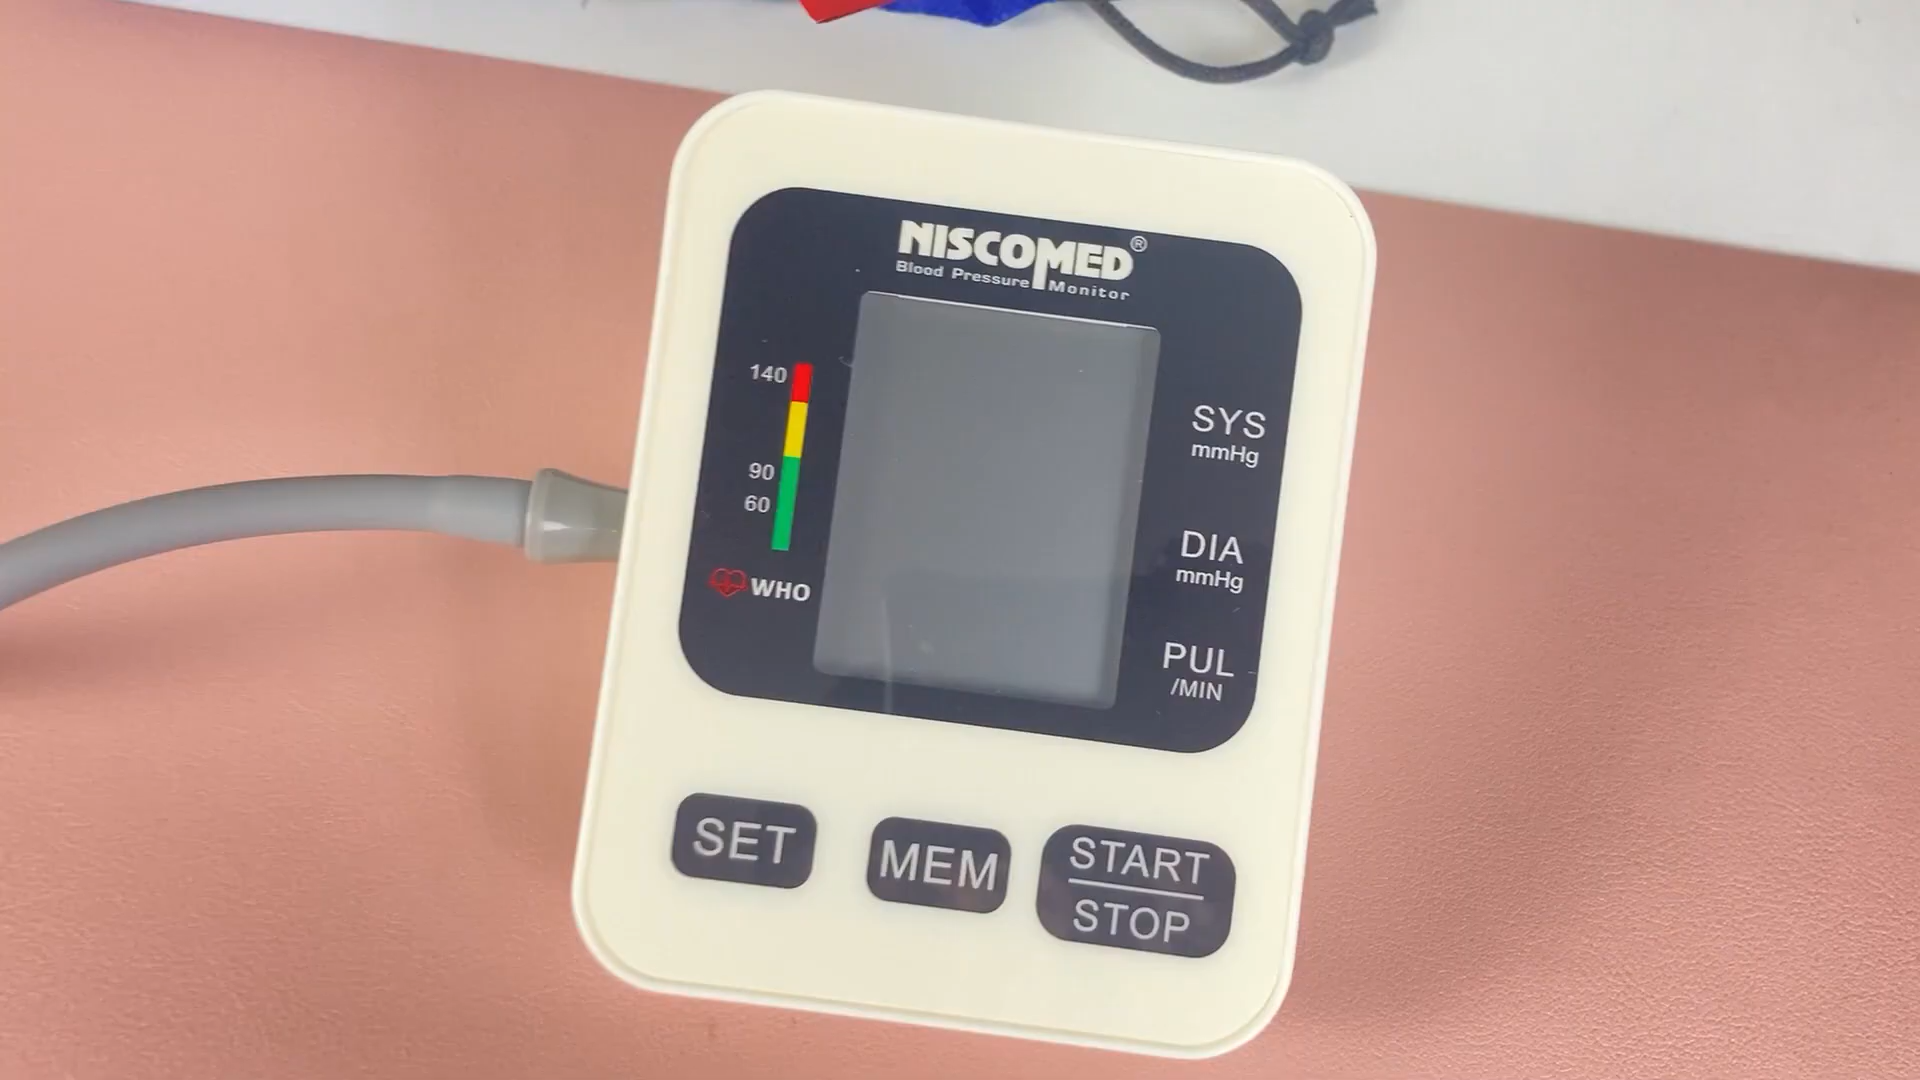 NISCOMED®
Blood Pressure Monitor
140
90
60
WHO
SYS
mmHg
DIA
mmHg
PUL
/MIN
SET
MEM
START
STOP